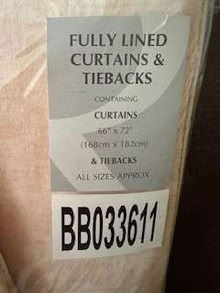 FULLY LINED
CURTAINS &
TIEBACKS
CONTAINING
CURTAINS
66" x 72"
(168cm x 182cm)
& TIEBACKS
ALL SIZES APPROX
BB033611